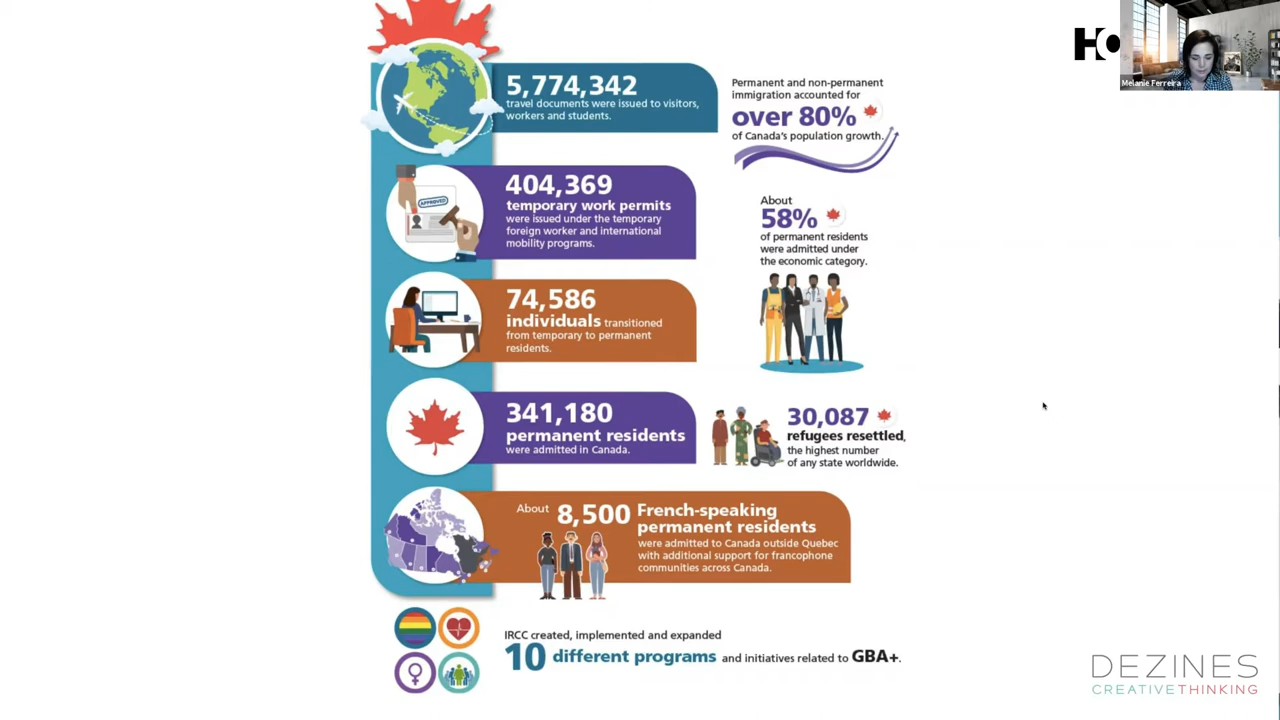 HO
Melanie Ferreira
5,774,342
travel documents were issued to visitors,
workers and students.
Permanent and non-permanent
immigration accounted for
over 80%
of Canada's population growth.
404,369
temporary work permits
were issued under the temporary
foreign worker and international
mobility programs.
APPROVED
About
58%
of permanent residents
were admitted under
the economic category.
74,586
individuals transitioned
from temporary to permanent
residents.
341,180
permanent residents
were admitted in Canada.
30,087
refugees resettled,
the highest number
of any state worldwide.
About 8,500 French-speaking
permanent residents
were admitted to Canada outside Quebec
with additional support for francophone
communities across Canada.
IRCC created, implemented and expanded
10 different programs and initiatives related to GBA+.
DEZINES
CREATIVETHINKING